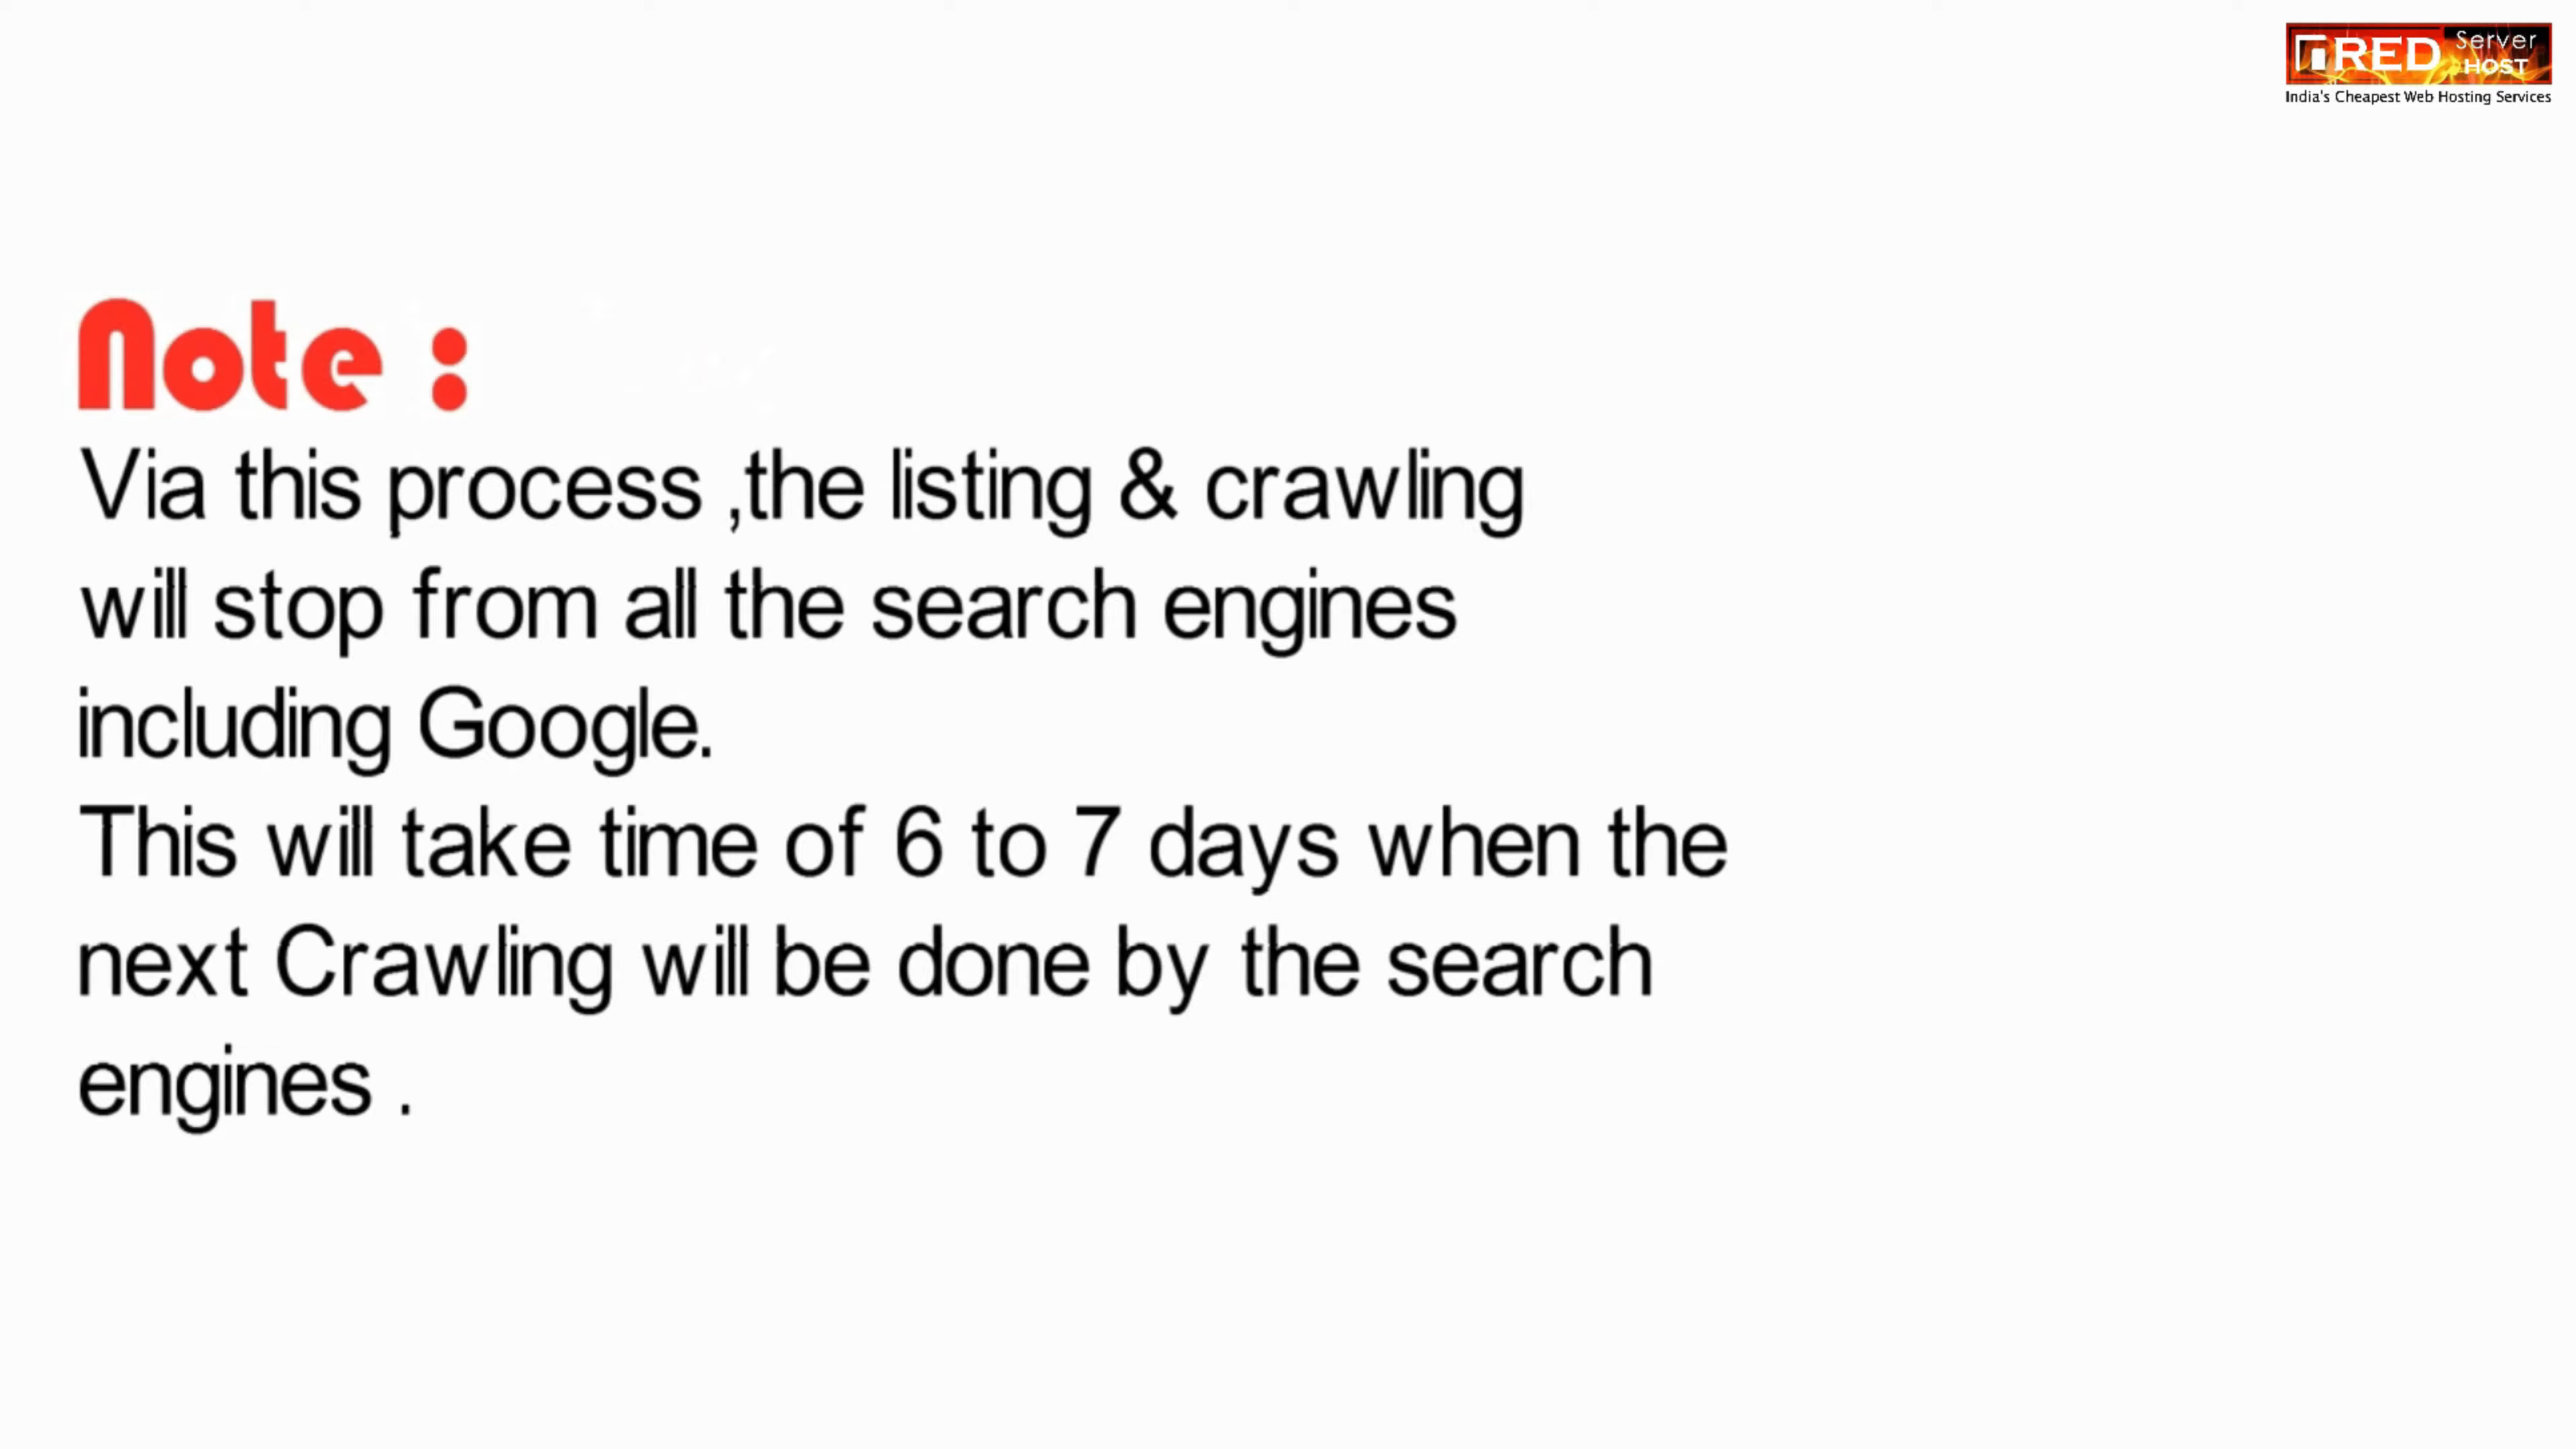 RED Server HOST
India's Cheapest Web Hosting Services
Note :
Via this process ,the listing & crawling
will stop from all the search engines
including Google.
This will take time of 6 to 7 days when the
next Crawling will be done by the search
engines .